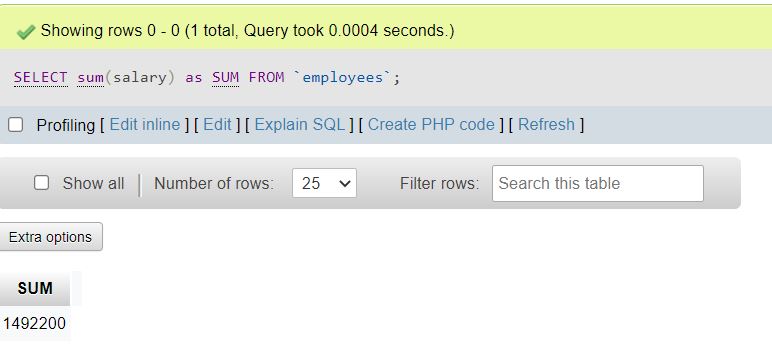 Showing rows 0 - 0 (1 total, Query took 0.0004 seconds.)
SELECT sum(salary) as SUM FROM `employees`;
Profiling [ Edit inline ] [ Edit ] [ Explain SQL ] [ Create PHP code ] [ Refresh ]
Show all | Number of rows: 25 Filter rows: Search this table
Extra options
SUM
1492200